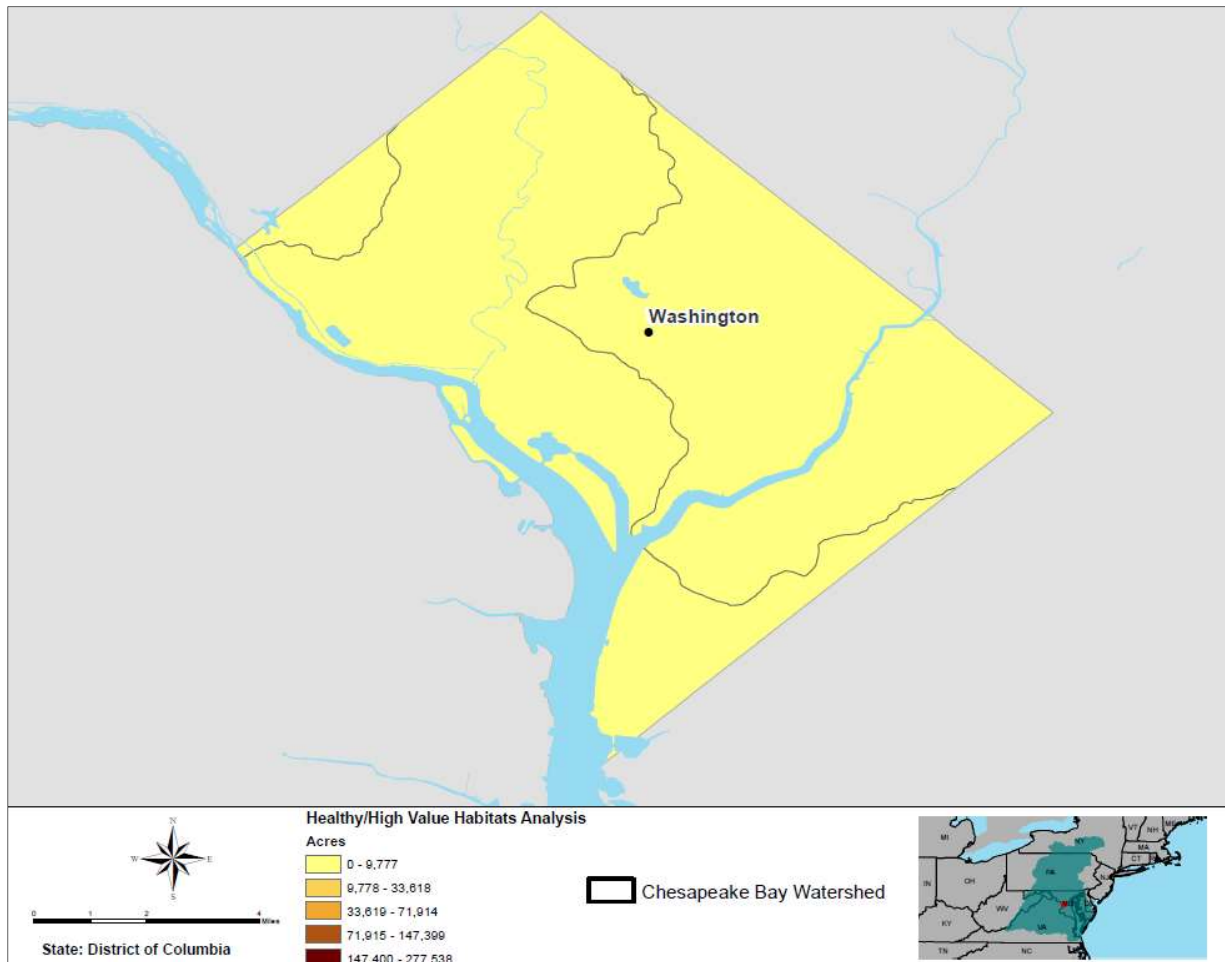 Washington
N
W
E
S
0
1
2
4
Miles
State: District of Columbia
Healthy/High Value Habitats Analysis
Acres
0 - 9,777
9,778 - 33,618
33,619 - 71,914
71,915 - 147,399
147,400 - 277,538
Chesapeake Bay Watershed
MI
NY
VT
NH
ME
MA
CT
PA
NJ
IN
OH
WV
KY
VA
TN
NC